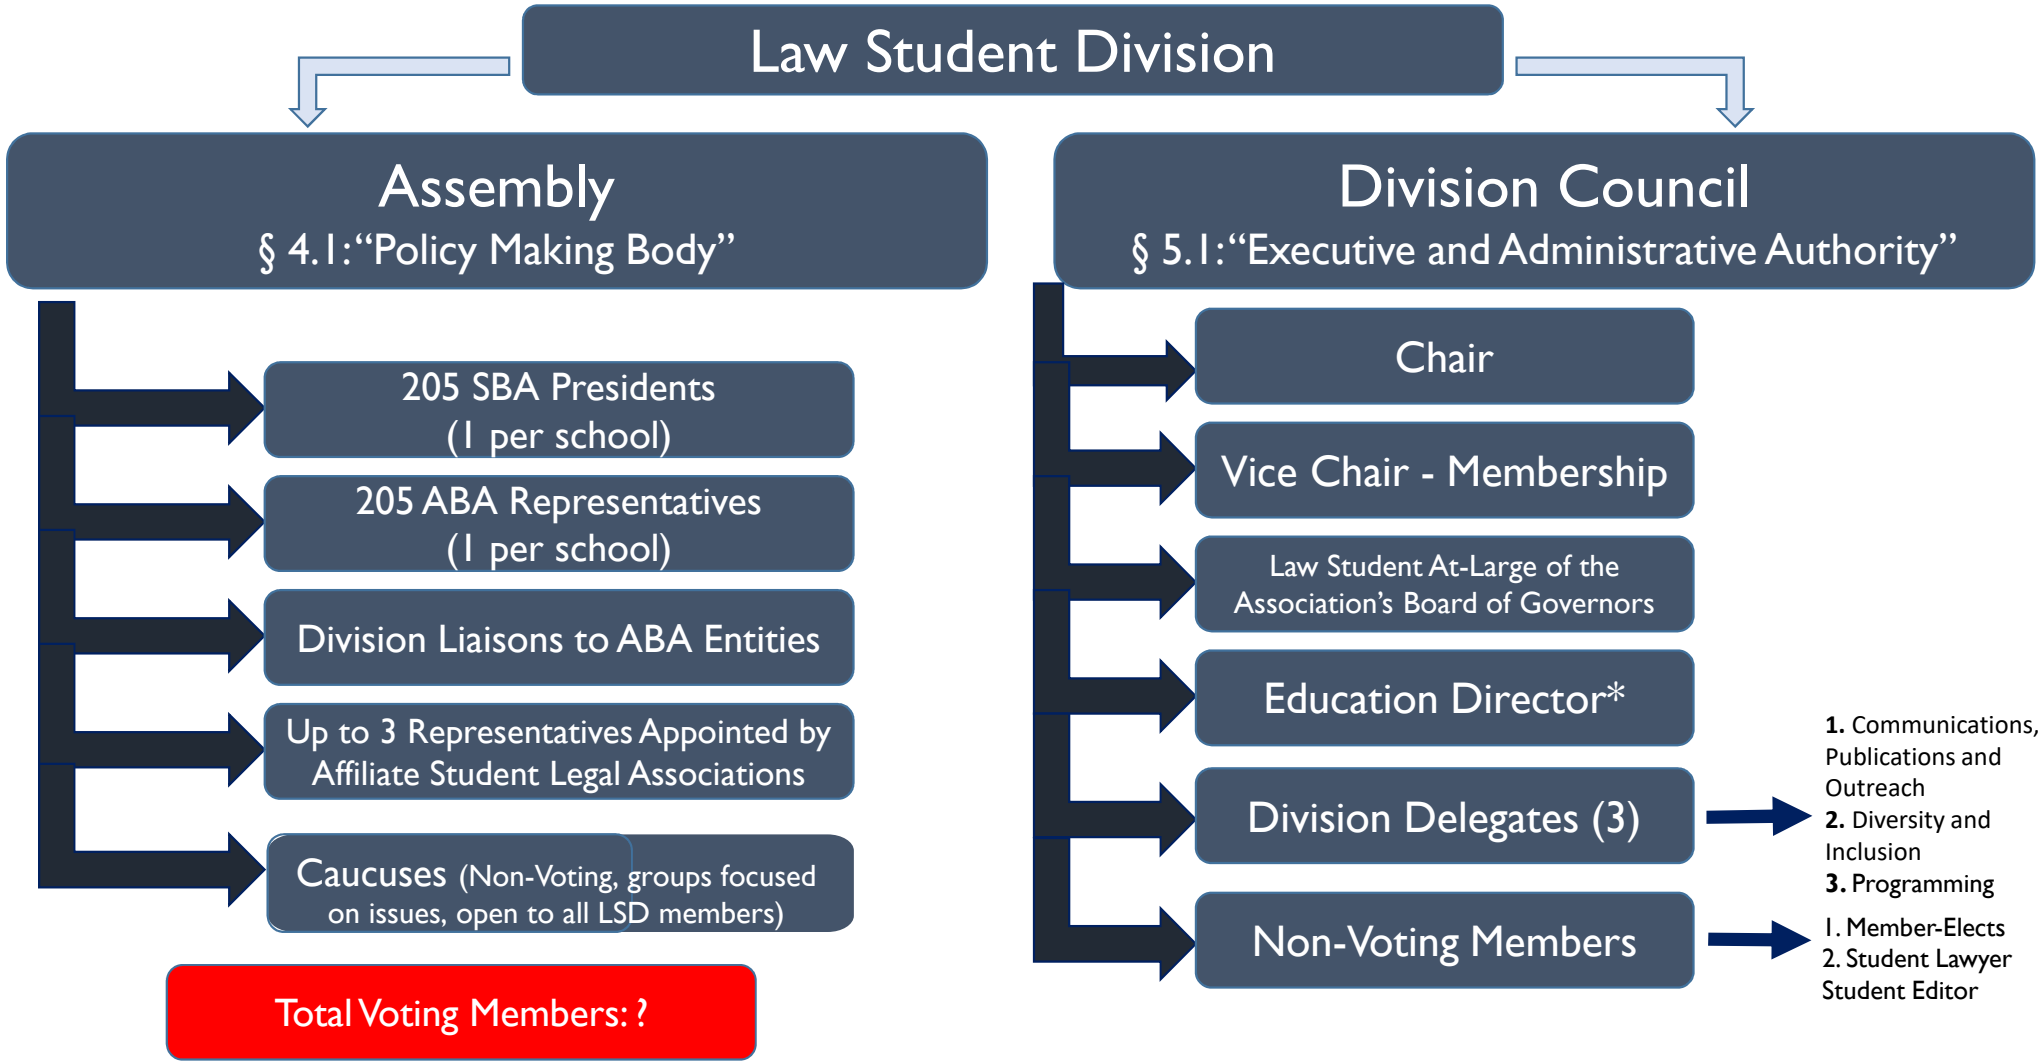 Law Student Division
Assembly
§ 4.1: “Policy Making Body”
205 SBA Presidents
(1 per school)
205 ABA Representatives
(1 per school)
Division Liaisons to ABA Entities
Up to 3 Representatives Appointed by
Affiliate Student Legal Associations
Caucuses (Non-Voting, groups focused
on issues, open to all LSD members)
Total Voting Members: ?
Division Council
§ 5.1: “Executive and Administrative Authority”
Chair
Vice Chair - Membership
Law Student At-Large of the
Association’s Board of Governors
Education Director*
Division Delegates (3)
1. Communications,
Publications and
Outreach
2. Diversity and
Inclusion
3. Programming
Non-Voting Members
1. Member-Elects
2. Student Lawyer
Student Editor